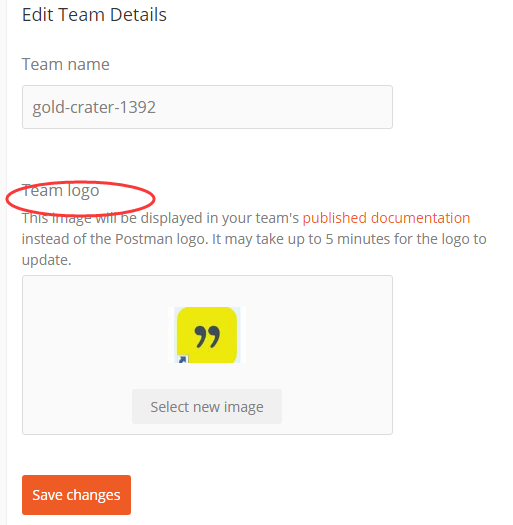 Edit Team Details
Team name
gold-crater-1392
Team logo
This image will be displayed in your team's published documentation
instead of the Postman logo. It may take up to 5 minutes for the logo to
update.
Select new image
Save changes